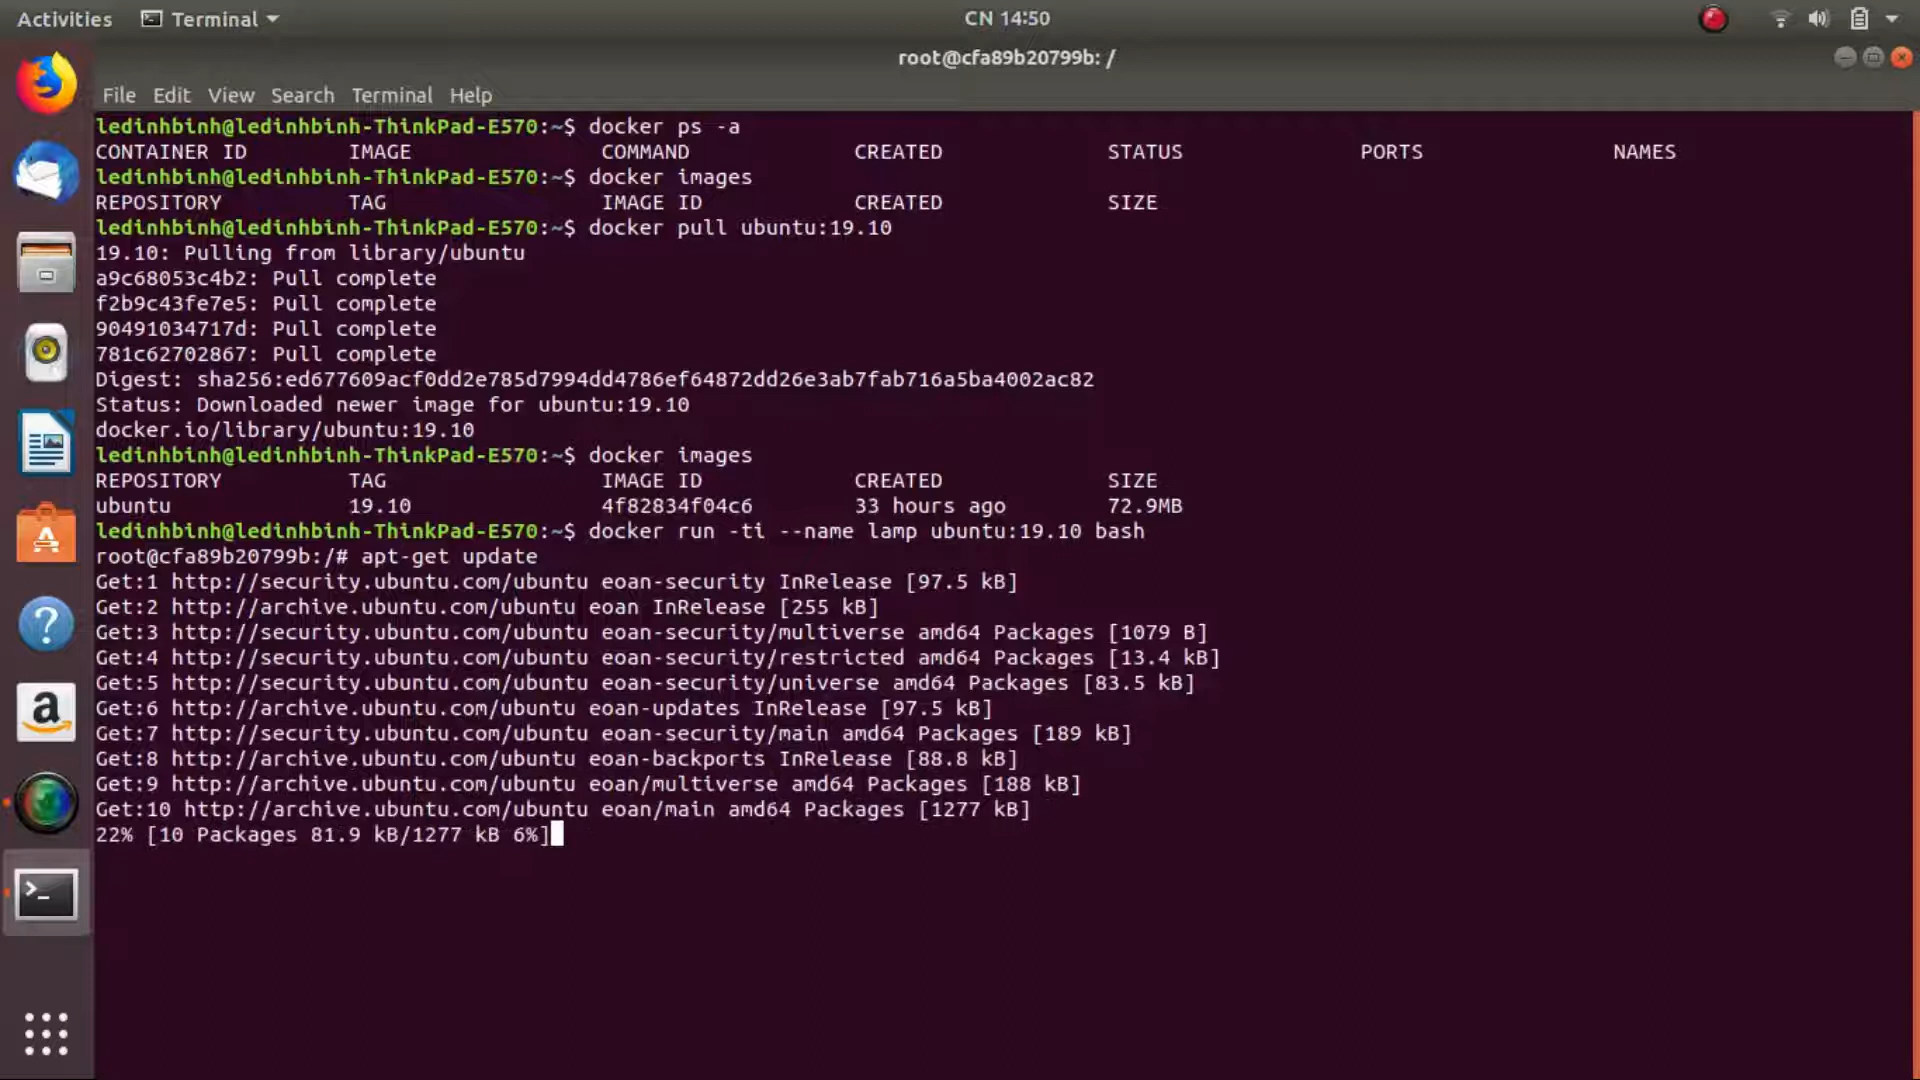 Activities Terminal CN 14:50
root@cfa89b20799b: /
File Edit View Search Terminal Help
ledinhbinh@ledinhbinh-ThinkPad-E570:~$ docker ps -a
CONTAINER ID IMAGE COMMAND CREATED STATUS PORTS NAMES
ledinhbinh@ledinhbinh-ThinkPad-E570:~$ docker images
REPOSITORY TAG IMAGE ID CREATED SIZE
ledinhbinh@ledinhbinh-ThinkPad-E570:~$ docker pull ubuntu:19.10
19.10: Pulling from library/ubuntu
a9c68053c4b2: Pull complete
f2b9c43fe7e5: Pull complete
90491034717d: Pull complete
781c62702867: Pull complete
Digest: sha256:ed677609acf0dd2e785d7994dd4786ef64872dd26e3ab7fab716a5ba4002ac82
Status: Downloaded newer image for ubuntu:19.10
docker.io/library/ubuntu:19.10
ledinhbinh@ledinhbinh-ThinkPad-E570:~$ docker images
REPOSITORY TAG IMAGE ID CREATED SIZE
ubuntu 19.10 4f82834f04c6 33 hours ago 72.9MB
ledinhbinh@ledinhbinh-ThinkPad-E570:~$ docker run -ti --name lamp ubuntu:19.10 bash
root@cfa89b20799b:/# apt-get update
Get:1 http://security.ubuntu.com/ubuntu eoan-security InRelease [97.5 kB]
Get:2 http://archive.ubuntu.com/ubuntu eoan InRelease [255 kB]
Get:3 http://security.ubuntu.com/ubuntu eoan-security/multiverse amd64 Packages [1079 B]
Get:4 http://security.ubuntu.com/ubuntu eoan-security/restricted amd64 Packages [13.4 kB]
Get:5 http://security.ubuntu.com/ubuntu eoan-security/universe amd64 Packages [83.5 kB]
Get:6 http://archive.ubuntu.com/ubuntu eoan-updates InRelease [97.5 kB]
Get:7 http://security.ubuntu.com/ubuntu eoan-security/main amd64 Packages [189 kB]
Get:8 http://archive.ubuntu.com/ubuntu eoan-backports InRelease [88.8 kB]
Get:9 http://archive.ubuntu.com/ubuntu eoan/multiverse amd64 Packages [188 kB]
Get:10 http://archive.ubuntu.com/ubuntu eoan/main amd64 Packages [1277 kB]
22% [10 Packages 81.9 kB/1277 kB 6%]